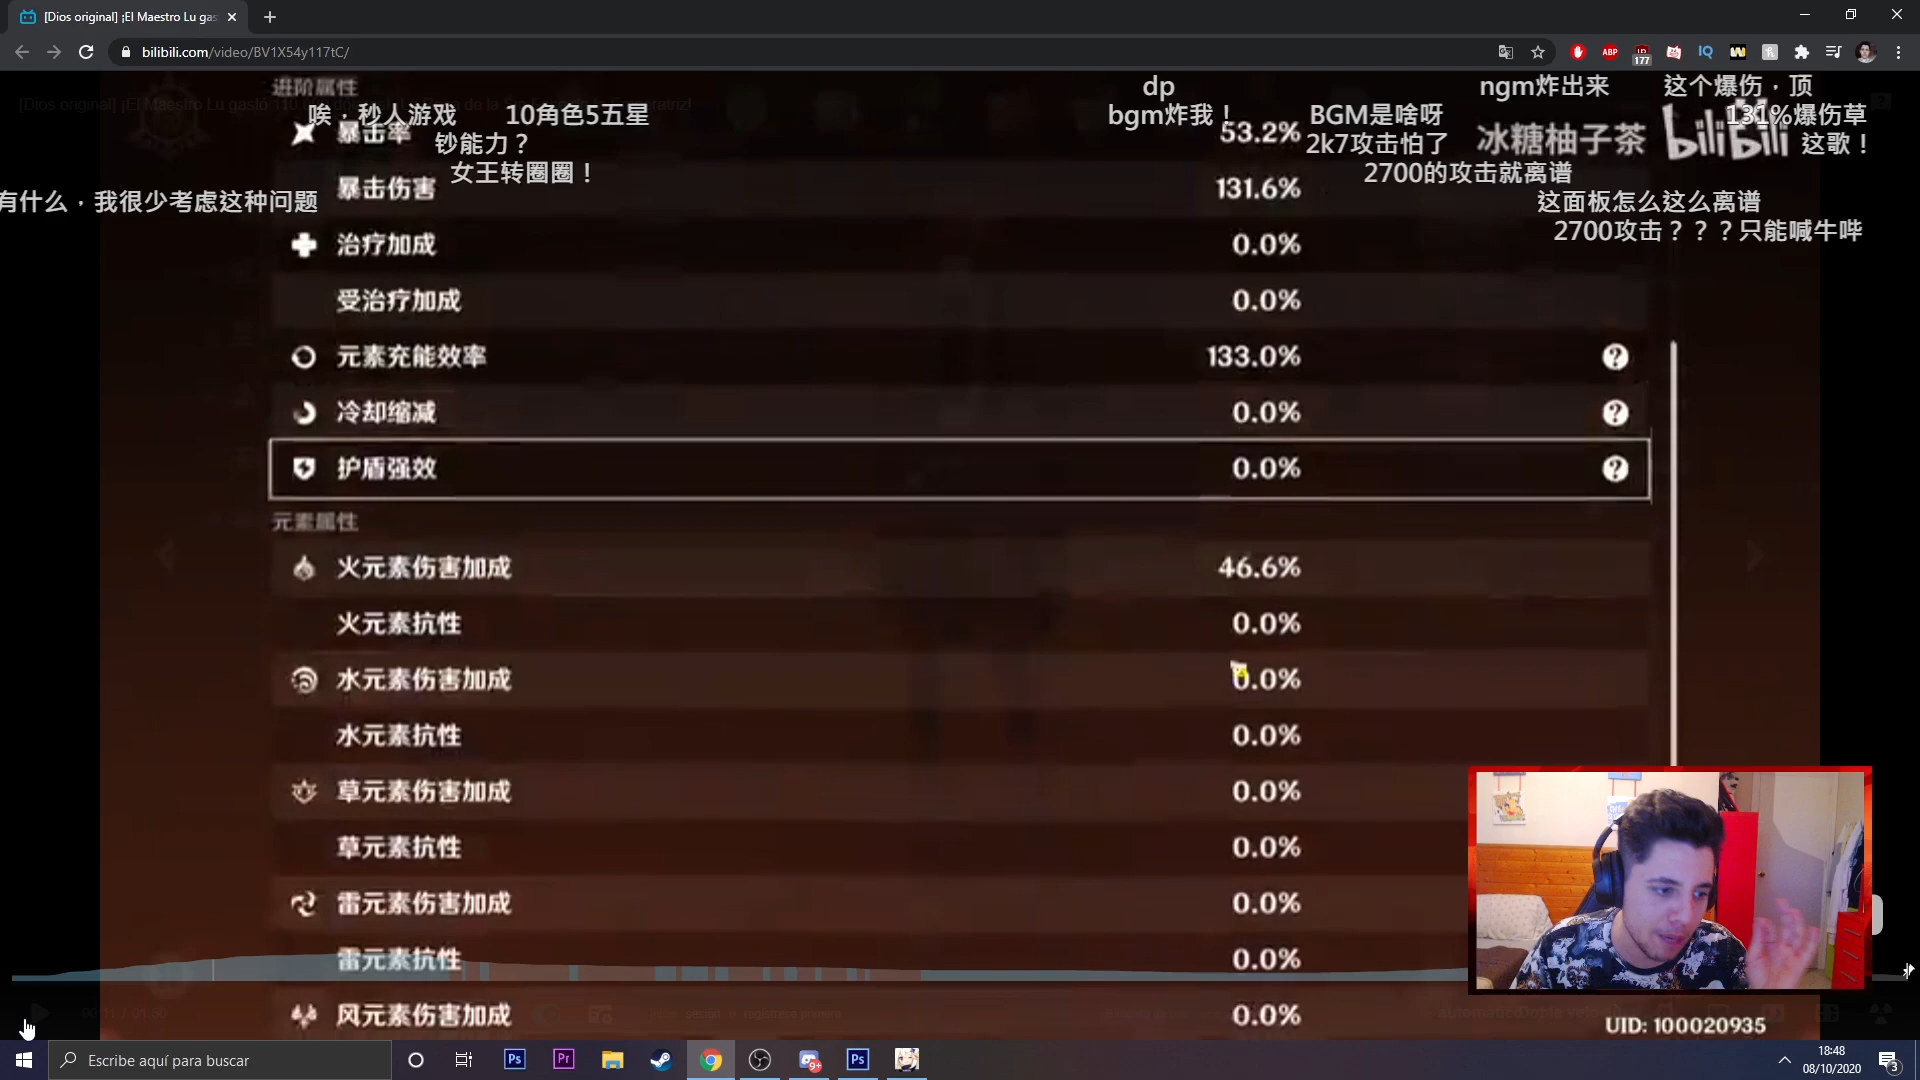 [Dios original] ¡El Maestro Lu gas
bilibili.com/video/BV1X54y117tC/
ABP
177
IQ
进阶属性
dp
ngm炸出来
这个爆伤，顶
唉，秒人游戏
10角色5五星
bgm炸我！
BGM是啥呀
131%爆伤草
暴击率
53.2%
钞能力？
2k7攻击怕了
冰糖柚子茶
bilibili
这歌！
女王转圈圈！
2700的攻击就离谱
暴击伤害
131.6%
有什么，我很少考虑这种问题
这面板怎么这么离谱
2700攻击？？？只能喊牛哔
治疗加成
0.0%
受治疗加成
0.0%
元素充能效率
133.0%
?
冷却缩减
0.0%
?
护盾强效
0.0%
?
元素属性
火元素伤害加成
46.6%
火元素抗性
0.0%
水元素伤害加成
0.0%
水元素抗性
0.0%
草元素伤害加成
0.0%
草元素抗性
0.0%
雷元素伤害加成
0.0%
雷元素抗性
0.0%
风元素伤害加成
0.0%
UID: 100020935
Escribe aquí para buscar
Ps
Pr
9+
Ps
18:48
08/10/2020
3